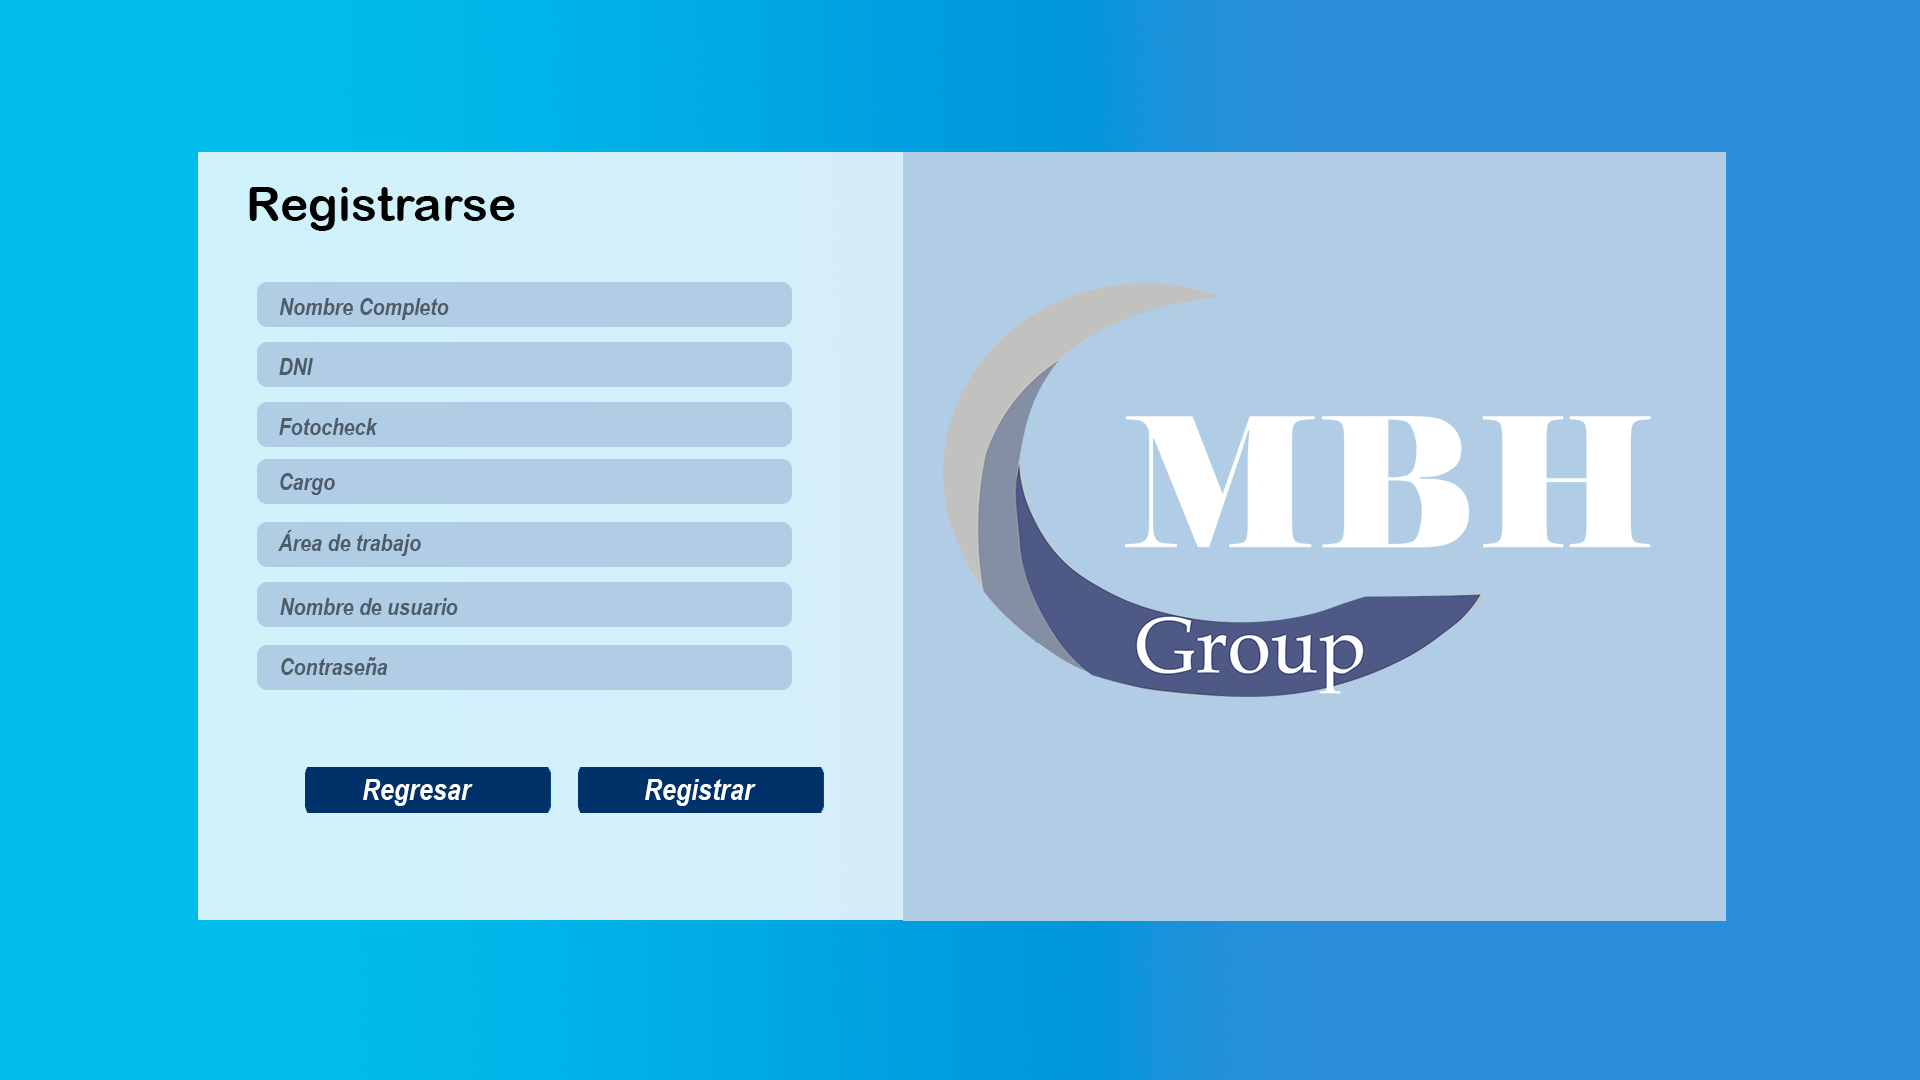 Registrarse
Nombre Completo
DNI
Fotocheck
Cargo
Área de trabajo
Nombre de usuario
Contraseña
Regresar
Registrar
MBH
Group